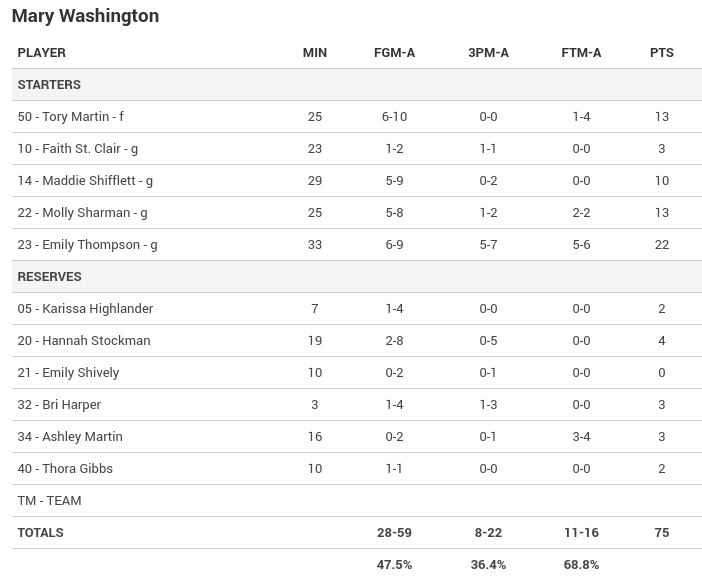 Mary Washington
PLAYER MIN FGM-A 3PM-A FTM-A PTS
STARTERS
50 - Tory Martin - f 25 6-10 0-0 1-4 13
10 - Faith St. Clair - g 23 1-2 1-1 0-0 3
14 - Maddie Shifflett - g 29 5-9 0-2 0-0 10
22 - Molly Sharman - g 25 5-8 1-2 2-2 13
23 - Emily Thompson - g 33 6-9 5-7 5-6 22
RESERVES
05 - Karissa Highlander 7 1-4 0-0 0-0 2
20 - Hannah Stockman 19 2-8 0-5 0-0 4
21 - Emily Shively 10 0-2 0-1 0-0 0
32 - Bri Harper 3 1-4 1-3 0-0 3
34 - Ashley Martin 16 0-2 0-1 3-4 3
40 - Thora Gibbs 10 1-1 0-0 0-0 2
TM - TEAM
TOTALS 28-59 8-22 11-16 75
47.5% 36.4% 68.8%